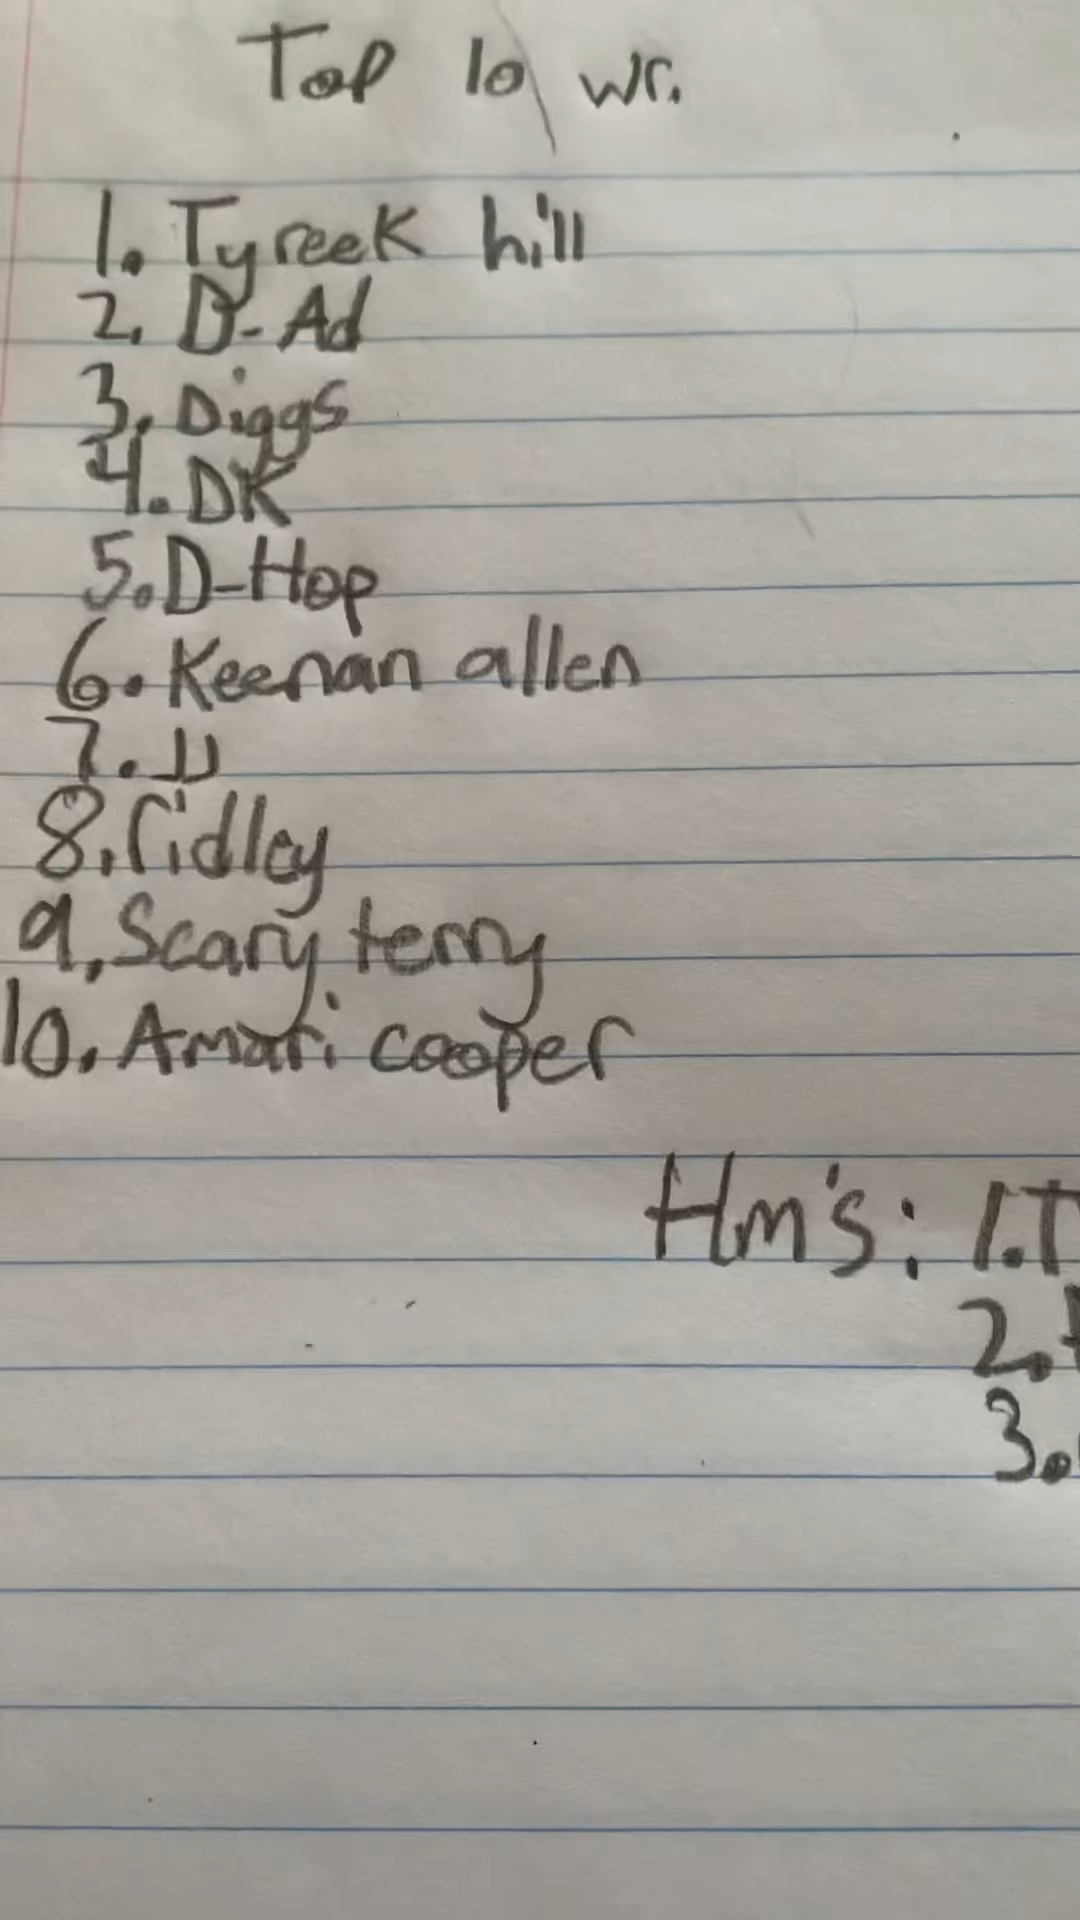 Top 10 wr.
1. Tyreek hill
2. D-Ad
3. Diggs
4. DK
5. D-Hop
6. Keenan allen
7. JJ
8. ridley
9. Scary terry
10. Amari cooper
Hm's: 1. T
2.
3.